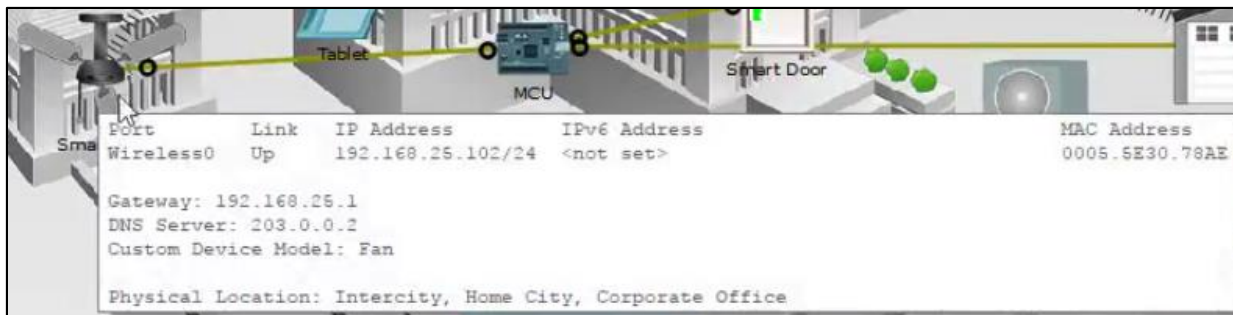 Tablet
MCU
Smart Door
Sma
Port Link IP Address IPv6 Address MAC Address
Wireless0 Up 192.168.25.102/24 <not set> 0005.5E30.78AE
Gateway: 192.168.25.1
DNS Server: 203.0.0.2
Custom Device Model: Fan
Physical Location: Intercity, Home City, Corporate Office